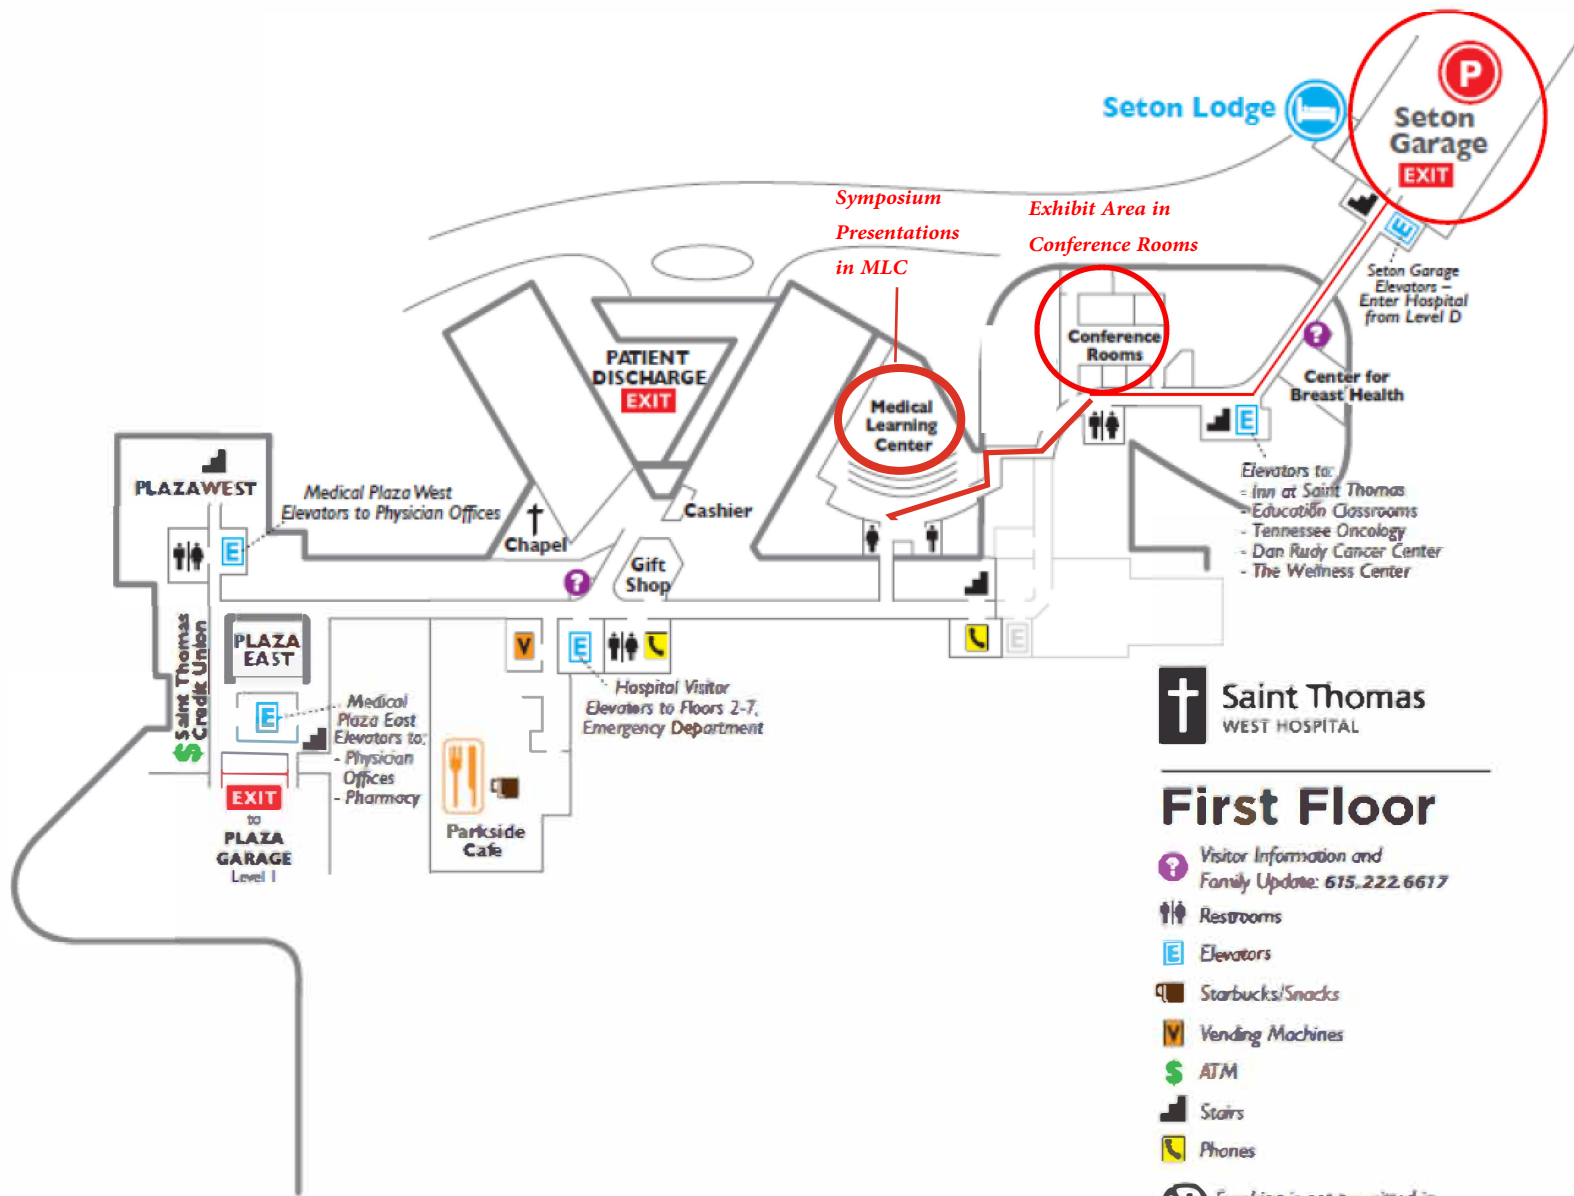 Seton Lodge
P
Seton
Garage
EXIT
Symposium
Presentations
in MLC
Exhibit Area in
Conference Rooms
E
Seton Garage
Elevators –
Enter Hospital
from Level D
?
Conference
Rooms
Center for
Breast Health
PATIENT
DISCHARGE
EXIT
Medical
Learning
Center
E
Elevators to:
- Inn at Saint Thomas
- Education Classrooms
- Tennessee Oncology
- Dan Rudy Cancer Center
- The Wellness Center
PLAZA WEST
Medical Plaza West
Elevators to Physician Offices
E
Cashier
Chapel
Gift
Shop
?
Saint Thomas
Credit Union
$
PLAZA
EAST
V
E
E
Hospital Visitor
Elevators to Floors 2-7,
Emergency Department
E
Medical
Plaza East
Elevators to:
- Physician
Offices
- Pharmacy
EXIT
to
PLAZA
GARAGE
Level 1
Parkside
Cafe
Saint Thomas
WEST HOSPITAL
First Floor
? Visitor Information and
Family Update: 615.222.6617
Restrooms
E Elevators
Starbucks/Snacks
V Vending Machines
$ ATM
Stairs
Phones